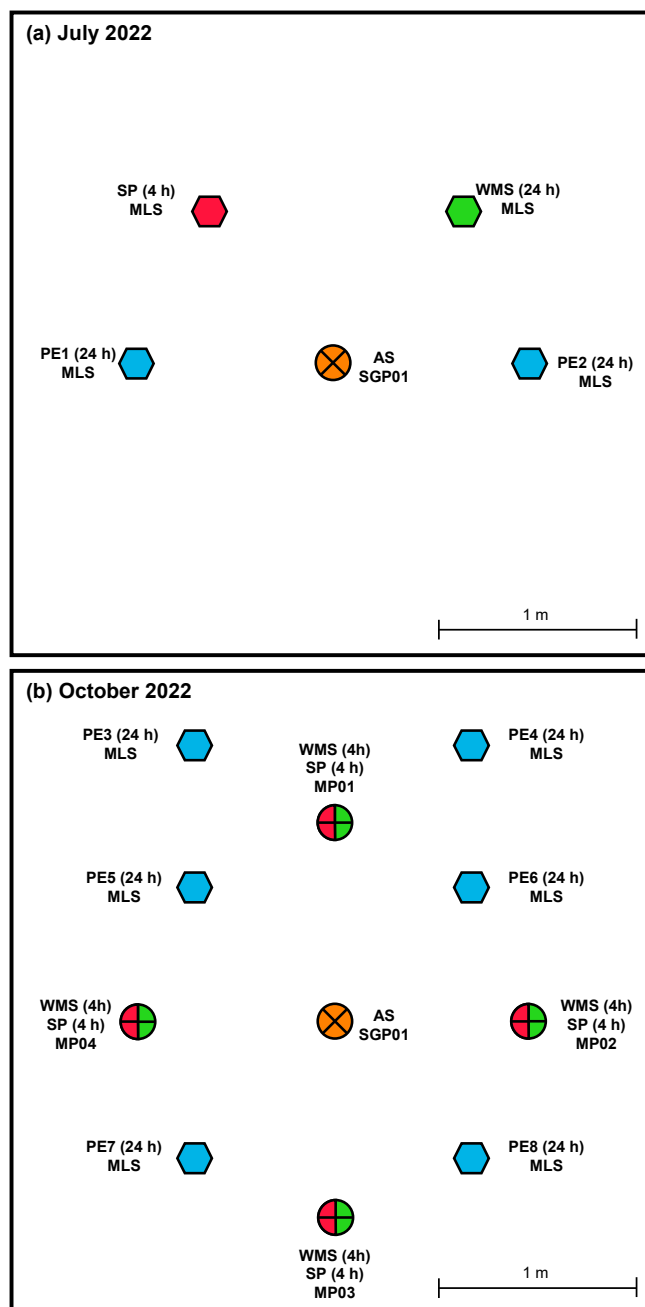 (a) July 2022
SP (4 h)
MLS
WMS (24 h)
MLS
PE1 (24 h)
MLS
AS
SGP01
PE2 (24 h)
MLS
1 m
(b) October 2022
PE3 (24 h)
MLS
WMS (4h)
SP (4 h)
MP01
PE4 (24 h)
MLS
PE5 (24 h)
MLS
PE6 (24 h)
MLS
WMS (4h)
SP (4 h)
MP04
AS
SGP01
WMS (4h)
SP (4 h)
MP02
PE7 (24 h)
MLS
PE8 (24 h)
MLS
WMS (4h)
SP (4 h)
MP03
1 m